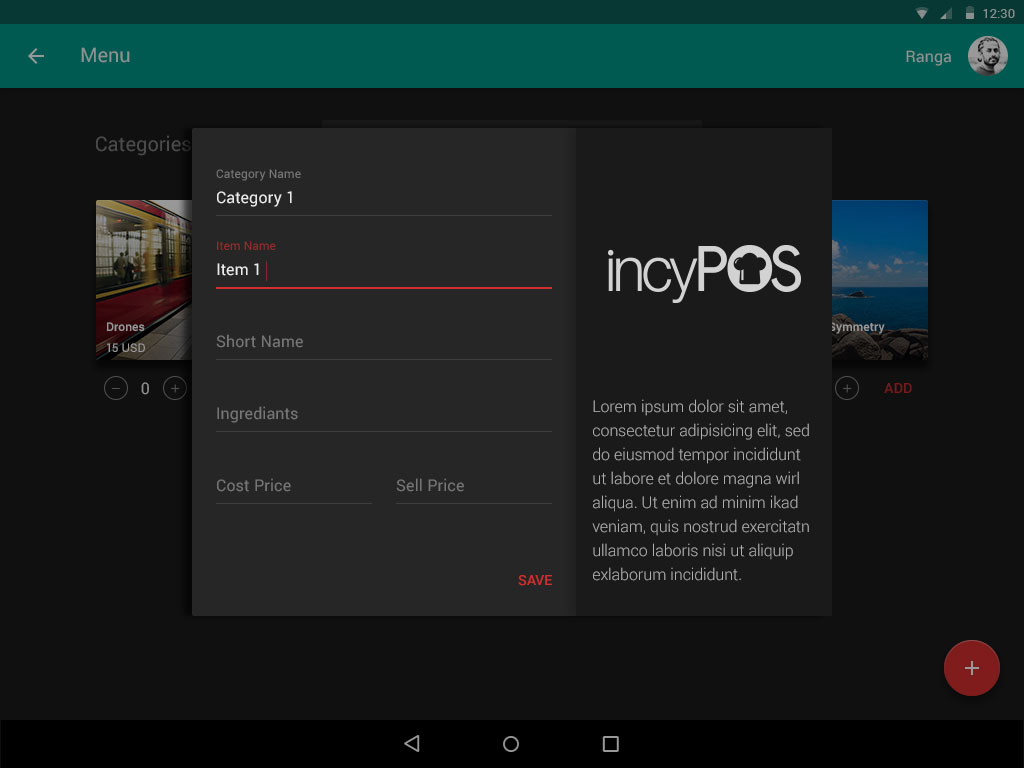 12:30
Menu
Ranga
Categories
Category Name
Category 1
Item Name
Item 1
Short Name
Ingrediants
Cost Price
Sell Price
SAVE
incyPOS
Lorem ipsum dolor sit amet,
consectetur adipisicing elit, sed
do eiusmod tempor incididunt
ut labore et dolore magna wirl
aliqua. Ut enim ad minim ikad
veniam, quis nostrud exercitatn
ullamco laboris nisi ut aliquip
exlaborum incididunt.
Drones
15 USD
0
Symmetry
ADD